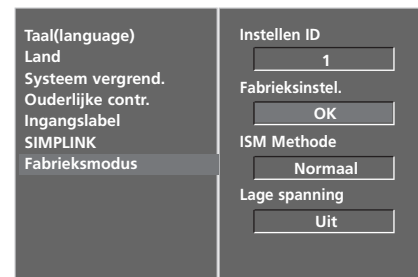 Taal(language)
Land
Systeem vergrend.
Ouderlijke contr.
Ingangslabel
SIMPLINK
Fabrieksmodus
Instellen ID
1
Fabrieksinstel.
OK
ISM Methode
Normaal
Lage spanning
Uit